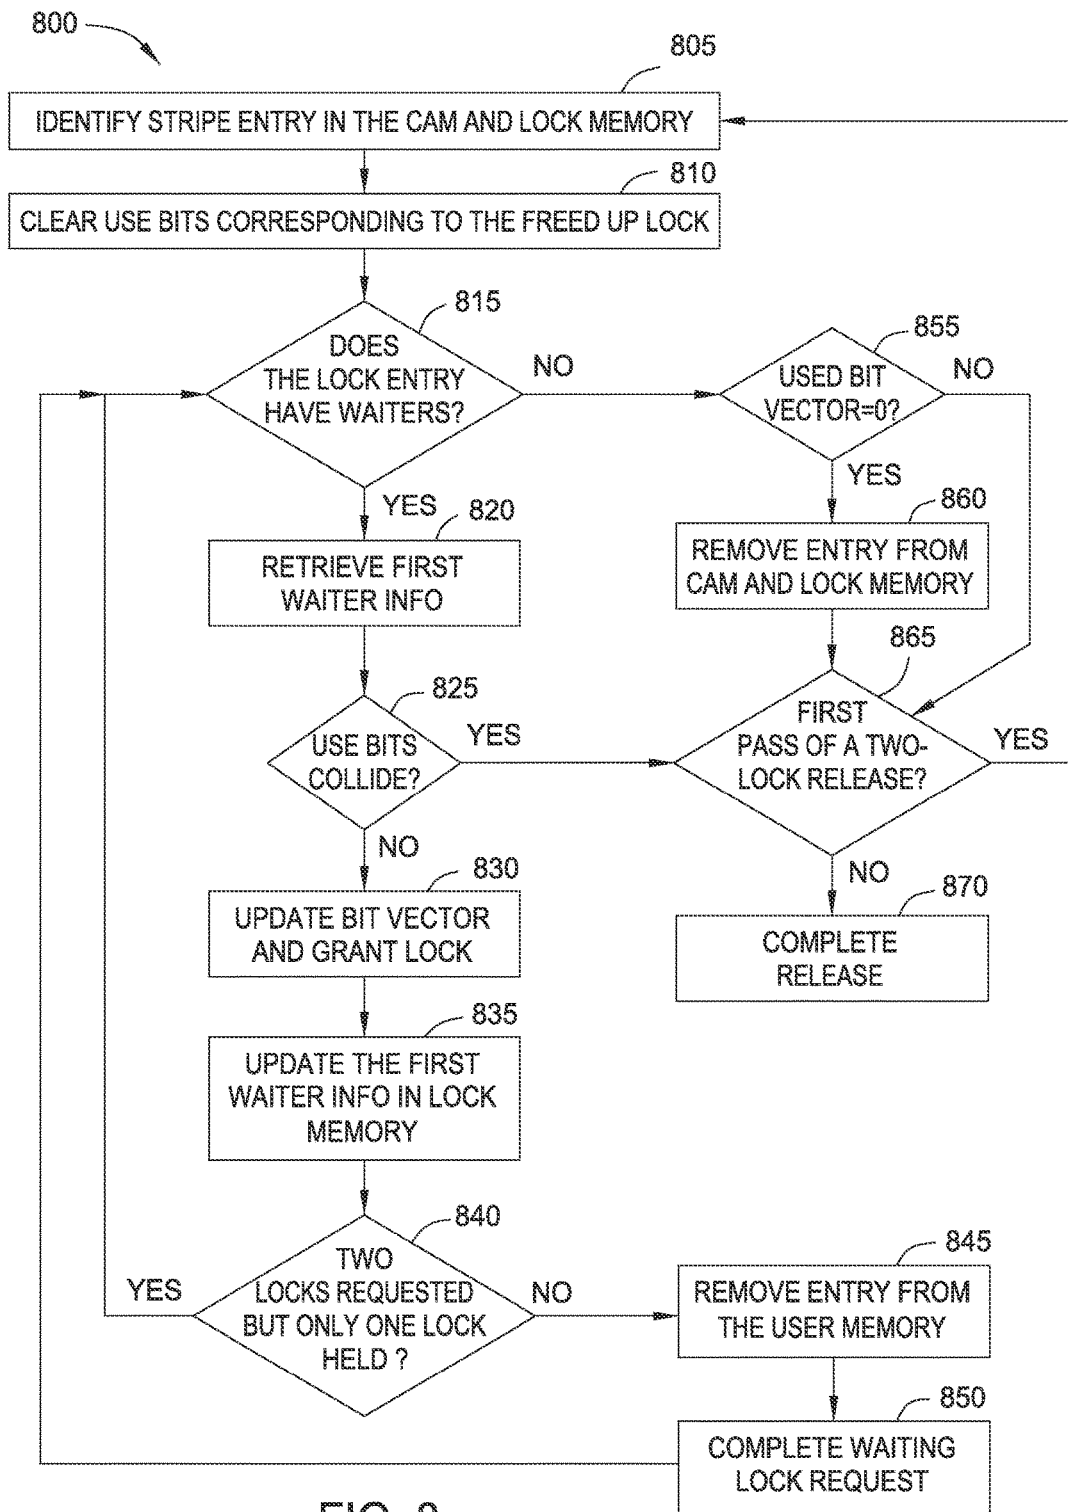 800
805
IDENTIFY STRIPE ENTRY IN THE CAM AND LOCK MEMORY
810
CLEAR USE BITS CORRESPONDING TO THE FREED UP LOCK
815
DOES
THE LOCK ENTRY
HAVE WAITERS?
NO
855
USED BIT
VECTOR=0?
NO
YES
YES
820
RETRIEVE FIRST
WAITER INFO
860
REMOVE ENTRY FROM
CAM AND LOCK MEMORY
825
USE BITS
COLLIDE?
YES
865
FIRST
PASS OF A TWO-
LOCK RELEASE?
YES
NO
830
UPDATE BIT VECTOR
AND GRANT LOCK
NO
870
COMPLETE
RELEASE
835
UPDATE THE FIRST
WAITER INFO IN LOCK
MEMORY
840
TWO
LOCKS REQUESTED
BUT ONLY ONE LOCK
HELD ?
YES
NO
845
REMOVE ENTRY FROM
THE USER MEMORY
850
COMPLETE WAITING
LOCK REQUEST